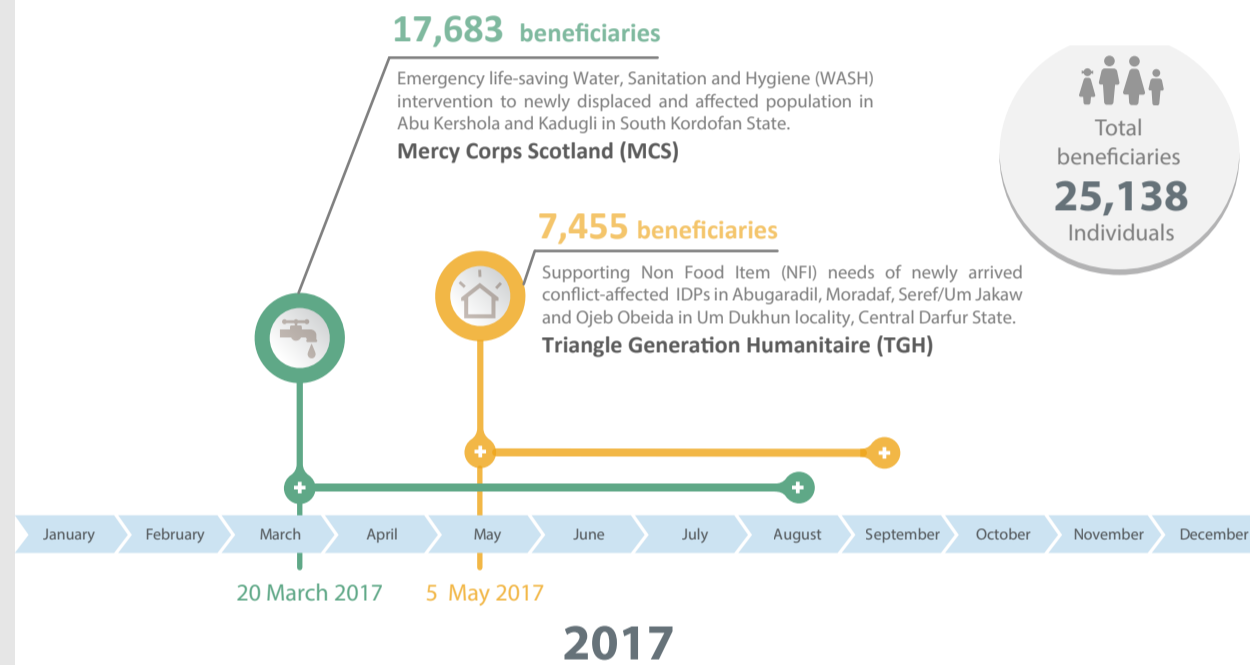 17,683 beneficiaries
Emergency life-saving Water, Sanitation and Hygiene (WASH)
intervention to newly displaced and affected population in
Abu Kershola and Kadugli in South Kordofan State.
Mercy Corps Scotland (MCS)
Total
beneficiaries
25,138
Individuals
7,455 beneficiaries
Supporting Non Food Item (NFI) needs of newly arrived
conflict-affected IDPs in Abugaradil, Moradaf, Seref/Um Jakaw
and Ojeb Obeida in Um Dukhun locality, Central Darfur State.
Triangle Generation Humanitaire (TGH)
January February March April May June July August September October November December
20 March 2017 5 May 2017
2017